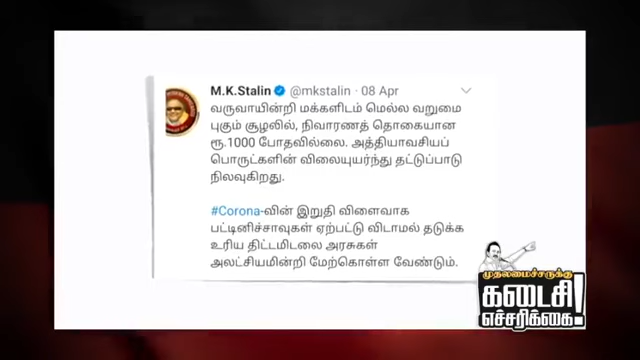 M.K.Stalin @mkstalin · 08 Apr
வருவாயின்றி மக்களிடம் மெல்ல வறுமை
புகும் சூழலில், நிவாரணத் தொகையான
ரூ.1000 போதவில்லை. அத்தியாவசியப்
பொருட்களின் விலையுயர்ந்து தட்டுப்பாடு
நிலவுகிறது.
#Corona-வின் இறுதி விளைவாக
பட்டினிச்சாவுகள் ஏற்பட்டு விடாமல் தடுக்க
உரிய திட்டமிடலை அரசுகள்
அலட்சியமின்றி மேற்கொள்ள வேண்டும்.
முதலமைச்சருக்கு
கடைசி
எச்சரிக்கை!